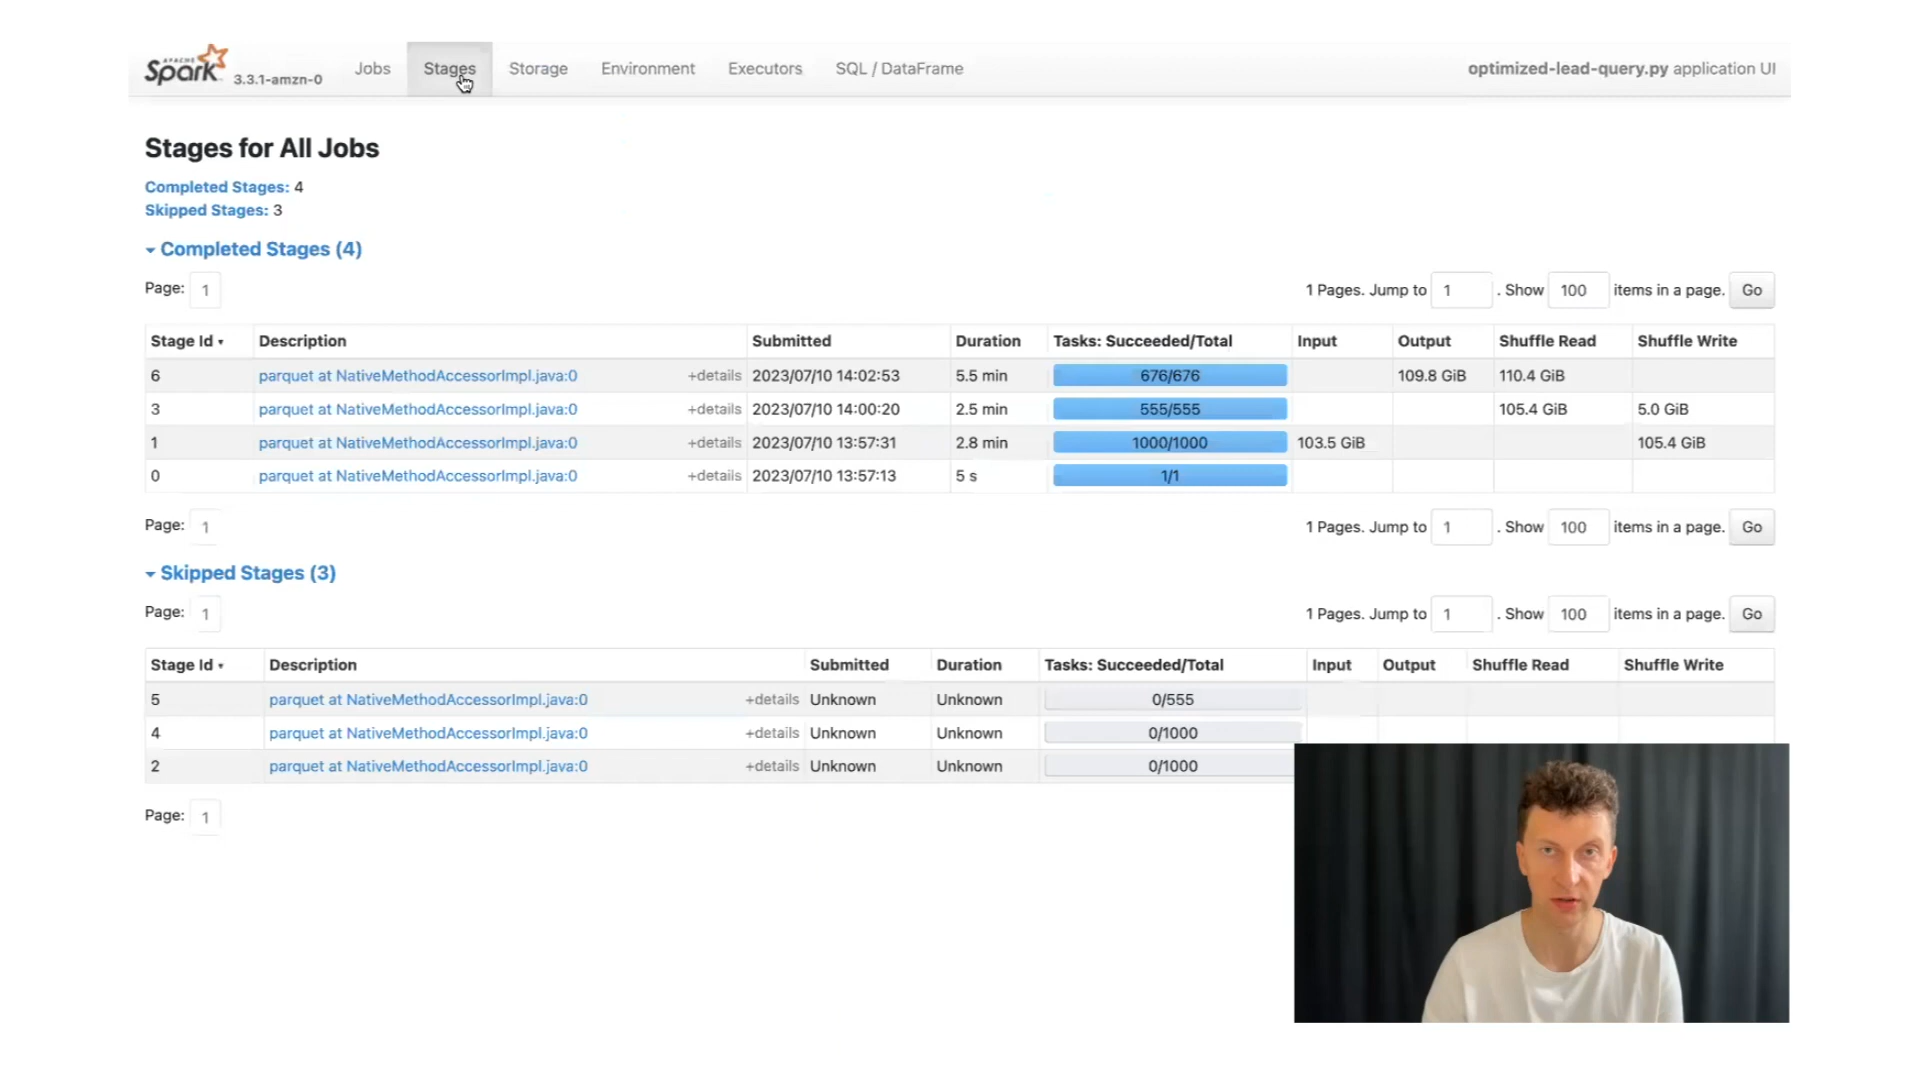 APACHE Spark 3.3.1-amzn-0 Jobs Stages Storage Environment Executors SQL / DataFrame optimized-lead-query.py application UI
Stages for All Jobs
Completed Stages: 4
Skipped Stages: 3
Completed Stages (4)
Page: 1 1 Pages. Jump to 1 . Show 100 items in a page. Go
Stage Id Description Submitted Duration Tasks: Succeeded/Total Input Output Shuffle Read Shuffle Write
6 parquet at NativeMethodAccessorImpl.java:0 +details 2023/07/10 14:02:53 5.5 min 676/676 109.8 GiB 110.4 GiB
3 parquet at NativeMethodAccessorImpl.java:0 +details 2023/07/10 14:00:20 2.5 min 555/555 105.4 GiB 5.0 GiB
1 parquet at NativeMethodAccessorImpl.java:0 +details 2023/07/10 13:57:31 2.8 min 1000/1000 103.5 GiB 105.4 GiB
0 parquet at NativeMethodAccessorImpl.java:0 +details 2023/07/10 13:57:13 5 s 1/1
Page: 1 1 Pages. Jump to 1 . Show 100 items in a page. Go
Skipped Stages (3)
Page: 1 1 Pages. Jump to 1 . Show 100 items in a page. Go
Stage Id Description Submitted Duration Tasks: Succeeded/Total Input Output Shuffle Read Shuffle Write
5 parquet at NativeMethodAccessorImpl.java:0 +details Unknown Unknown 0/555
4 parquet at NativeMethodAccessorImpl.java:0 +details Unknown Unknown 0/1000
2 parquet at NativeMethodAccessorImpl.java:0 +details Unknown Unknown 0/1000
Page: 1